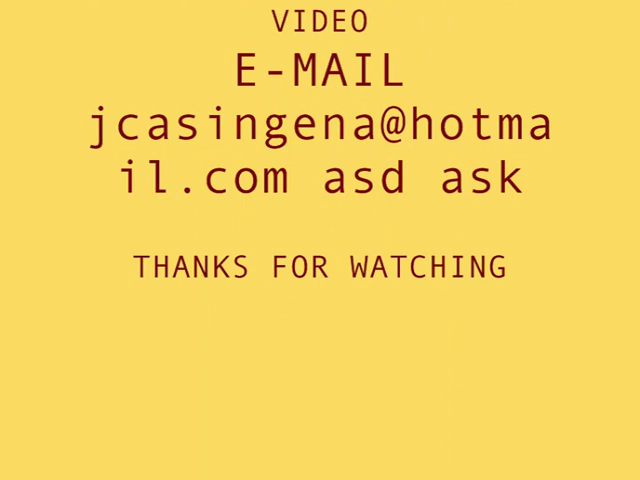 VIDEO
E-MAIL
jcasingena@hotma
il.com asd ask
THANKS FOR WATCHING